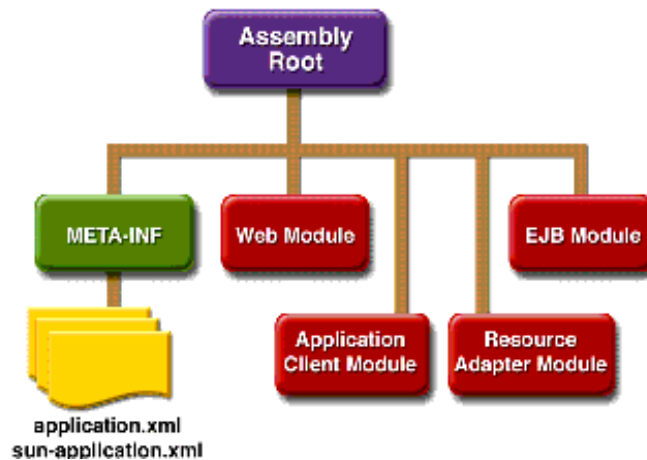 Assembly
Root
META-INF
Web Module
EJB Module
Application
Client Module
Resource
Adapter Module
application.xml
sun-application.xml